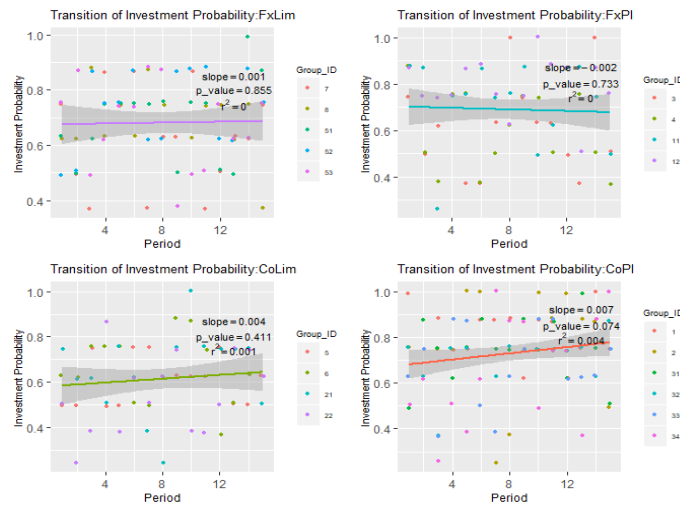 Transition of Investment Probability:FxLim
1.0
0.8
0.6
0.4
Investment Probability
4
8
12
Period
slope = 0.001
p_value = 0.855
r² = 0
Group_ID
7
8
51
52
53
Transition of Investment Probability:FxPl
1.0
0.8
0.6
0.4
Investment Probability
4
8
12
Period
slope = -0.002
p_value = 0.733
r² = 0
Group_ID
3
4
11
12
Transition of Investment Probability:CoLim
1.0
0.8
0.6
0.4
Investment Probability
4
8
12
Period
slope = 0.004
p_value = 0.411
r² = 0.001
Group_ID
5
6
21
22
Transition of Investment Probability:CoPl
1.0
0.8
0.6
0.4
Investment Probability
4
8
12
Period
slope = 0.007
p_value = 0.074
r² = 0.004
Group_ID
1
2
31
32
33
34